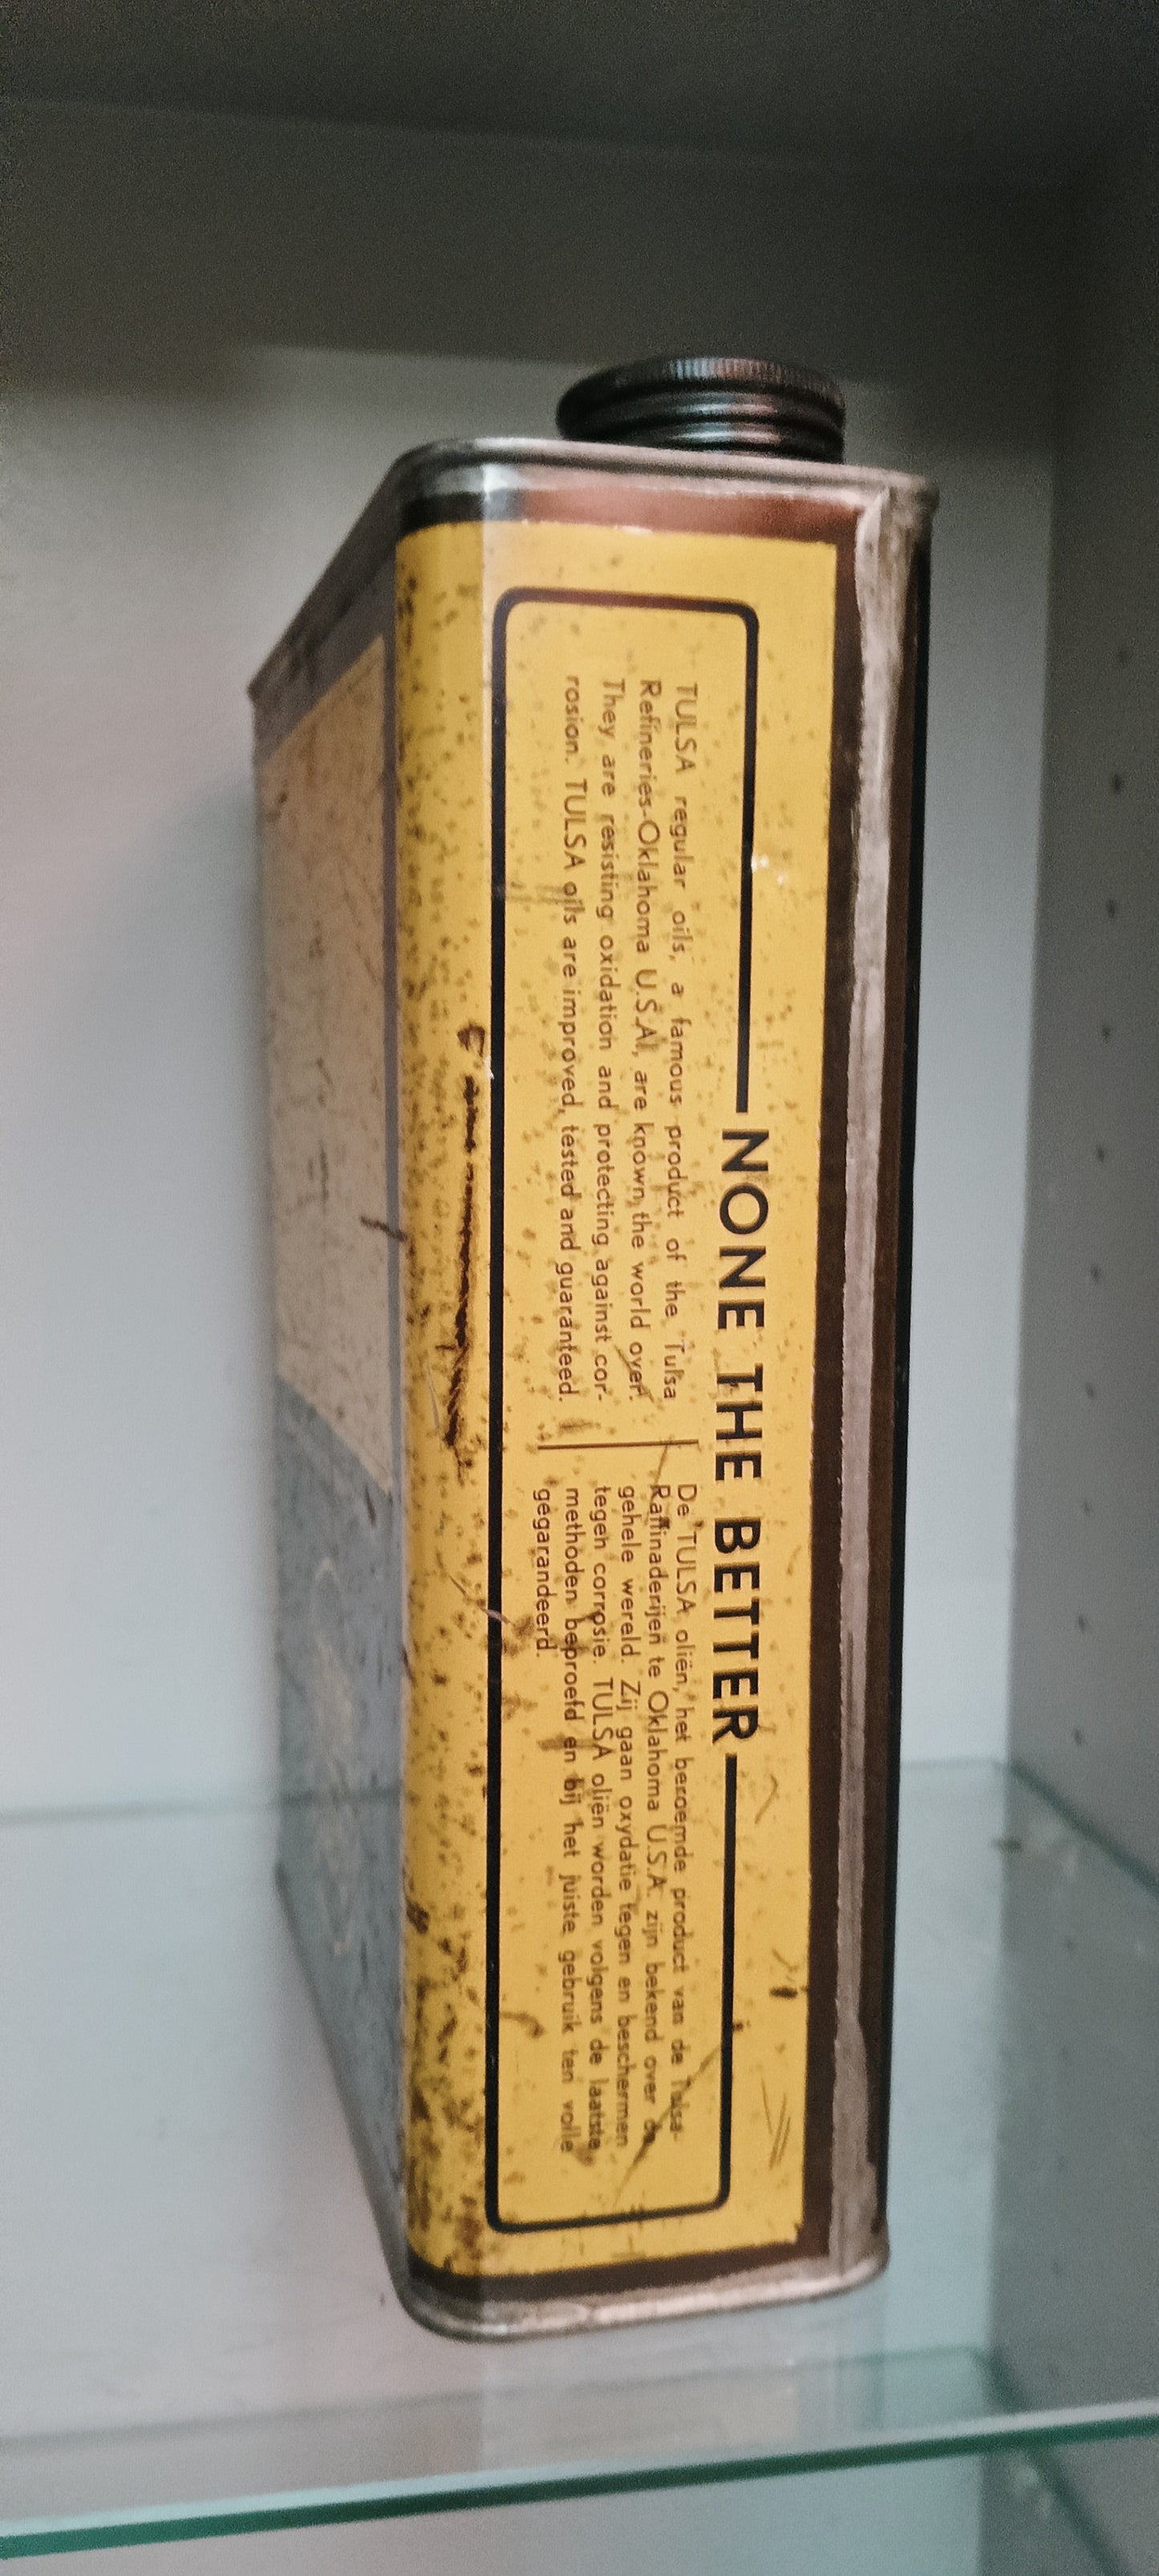 NONE THE BETTER
TULSA regular oils, a famous product of the Tulsa
Refineries-Oklahoma U.S.A., are known the world over.
They are resisting oxidation and protecting against cor-
rosion. TULSA oils are improved, tested and guaranteed.
De TULSA oliën, het beroemde product van de Tulsa-
Raffinaderijen te Oklahoma U.S.A. zijn bekend over de
gehele wereld. Zij gaan oxydatie tegen en beschermen
tegen corrosie. TULSA oliën worden volgens de laatste
methoden beproefd en bij het juiste gebruik ten volle
gegarandeerd.